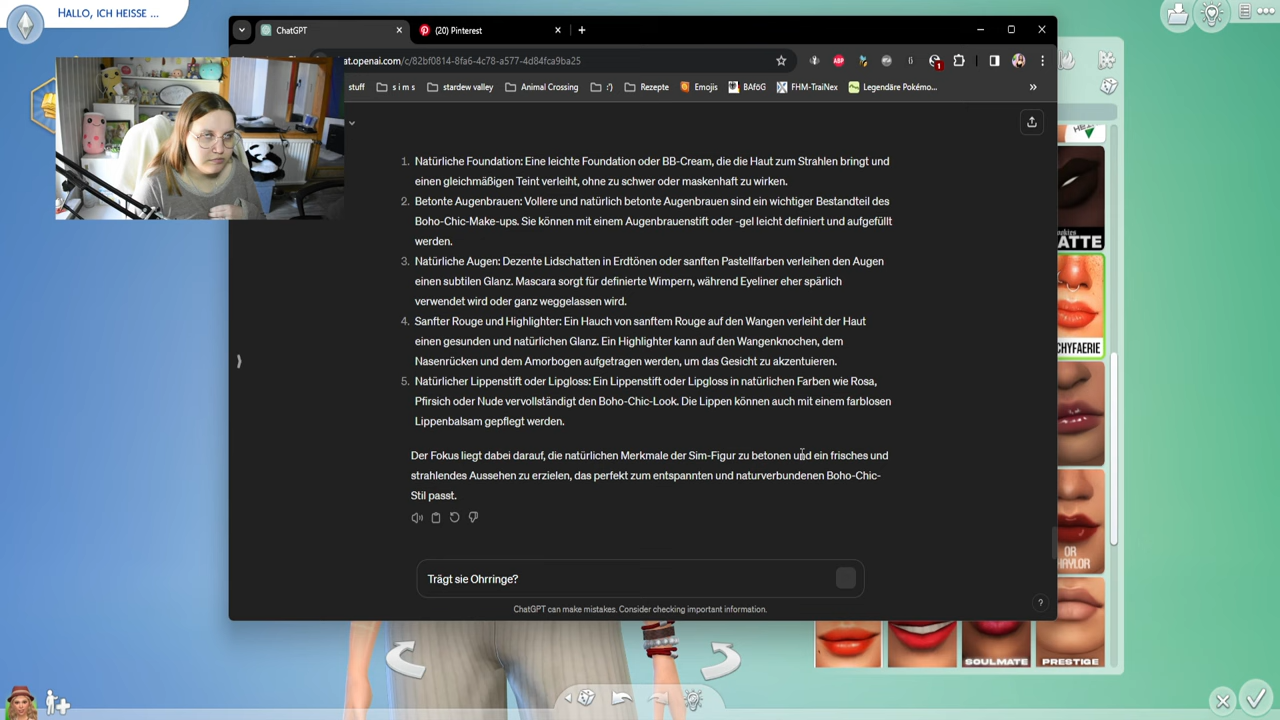 HALLO, ICH HEISSE ...
ChatGPT
(20) Pinterest
at.openai.com/c/82bf0814-8fa6-4c78-a577-4d84fca9ba25
stuff
s i m s
stardew valley
Animal Crossing
:)
Rezepte
Emojis
BAföG
FHM-TraiNex
Legendäre Pokémo...
1. Natürliche Foundation: Eine leichte Foundation oder BB-Cream, die die Haut zum Strahlen bringt und
einen gleichmäßigen Teint verleiht, ohne zu schwer oder maskenhaft zu wirken.
2. Betonte Augenbrauen: Vollere und natürlich betonte Augenbrauen sind ein wichtiger Bestandteil des
Boho-Chic-Make-ups. Sie können mit einem Augenbrauenstift oder -gel leicht definiert und aufgefüllt
werden.
3. Natürliche Augen: Dezente Lidschatten in Erdtönen oder sanften Pastellfarben verleihen den Augen
einen subtilen Glanz. Mascara sorgt für definierte Wimpern, während Eyeliner eher spärlich
verwendet wird oder ganz weggelassen wird.
4. Sanfter Rouge und Highlighter: Ein Hauch von sanftem Rouge auf den Wangen verleiht der Haut
einen gesunden und natürlichen Glanz. Ein Highlighter kann auf den Wangenknochen, dem
Nasenrücken und dem Amorbogen aufgetragen werden, um das Gesicht zu akzentuieren.
5. Natürlicher Lippenstift oder Lipgloss: Ein Lippenstift oder Lipgloss in natürlichen Farben wie Rosa,
Pfirsich oder Nude vervollständigt den Boho-Chic-Look. Die Lippen können auch mit einem farblosen
Lippenbalsam gepflegt werden.
Der Fokus liegt dabei darauf, die natürlichen Merkmale der Sim-Figur zu betonen und ein frisches und
strahlendes Aussehen zu erzielen, das perfekt zum entspannten und naturverbundenen Boho-Chic-
Stil passt.
Trägt sie Ohrringe?
ChatGPT can make mistakes. Consider checking important information.
?
ATTE
CHYFAERIE
OR
RAYLOR
SOULMATE
PRESTIGE